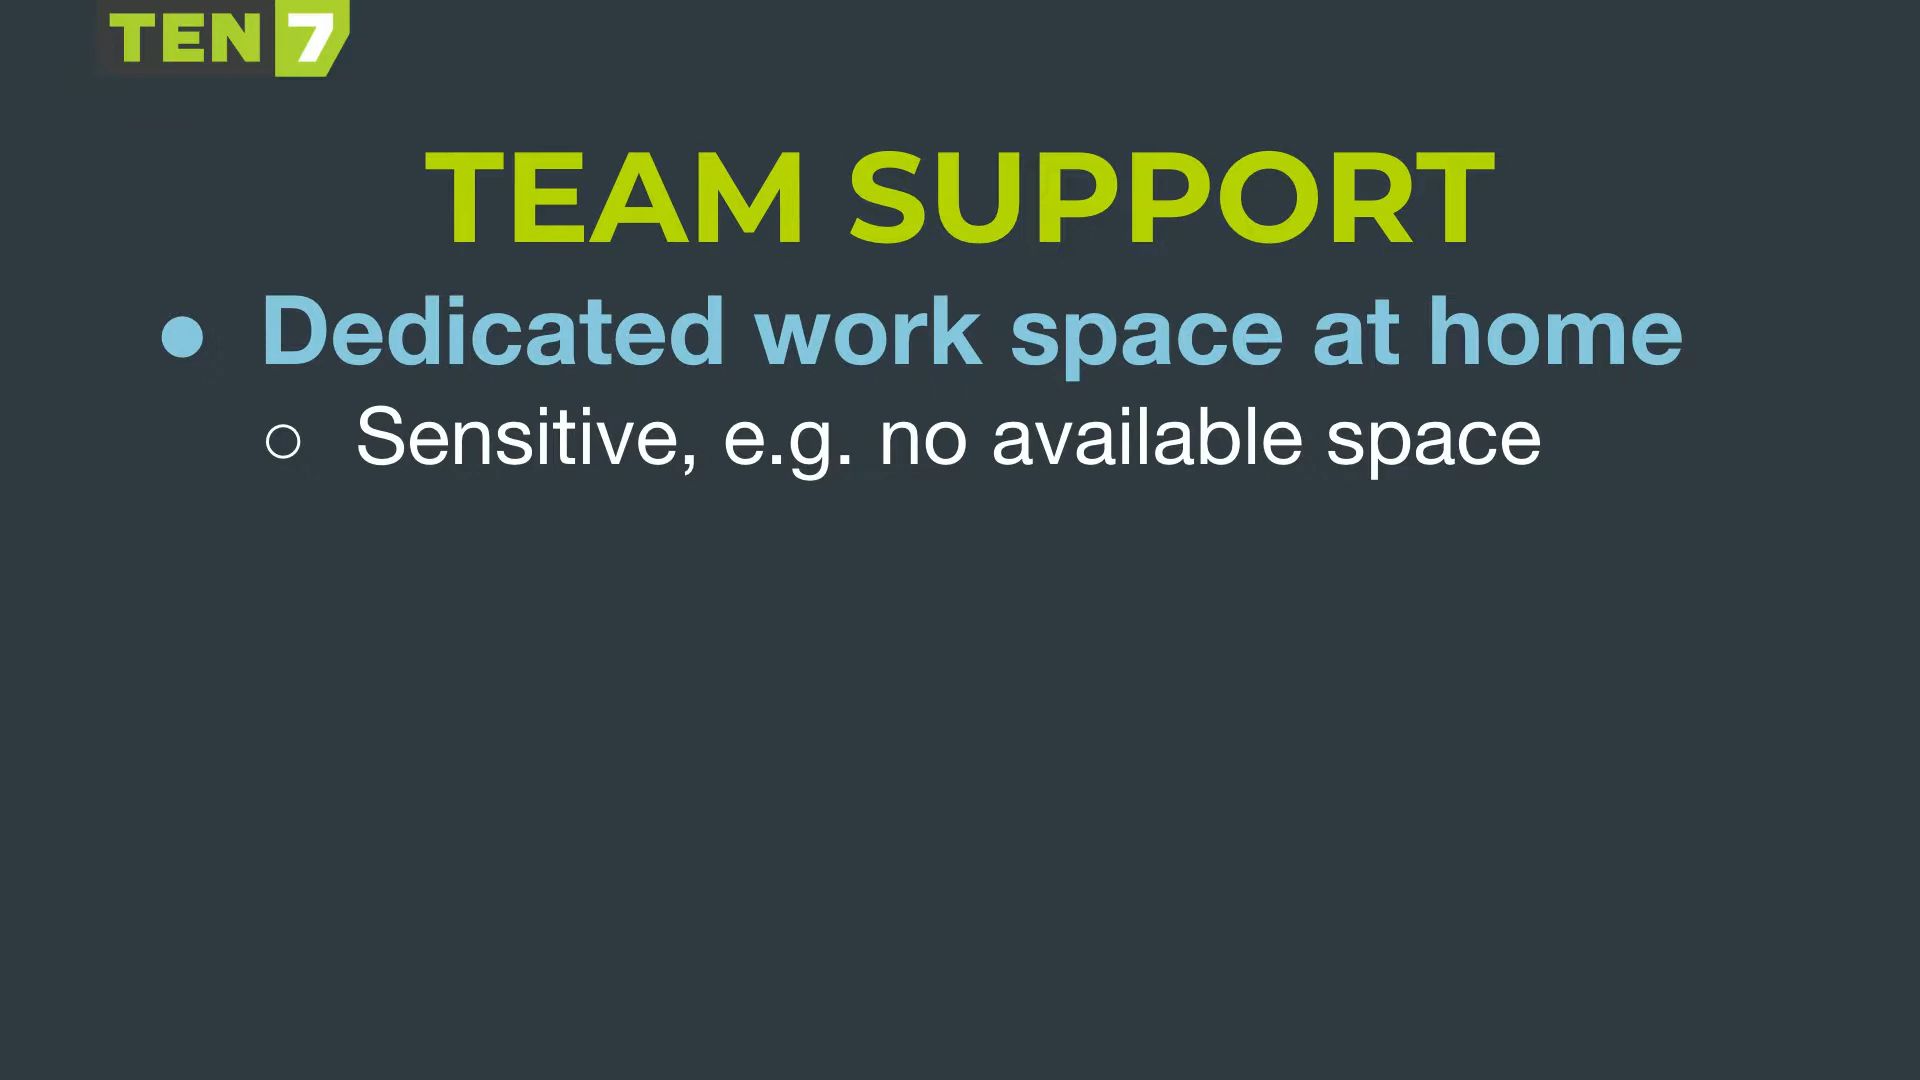 TEN7
TEAM SUPPORT
● Dedicated work space at home
○ Sensitive, e.g. no available space